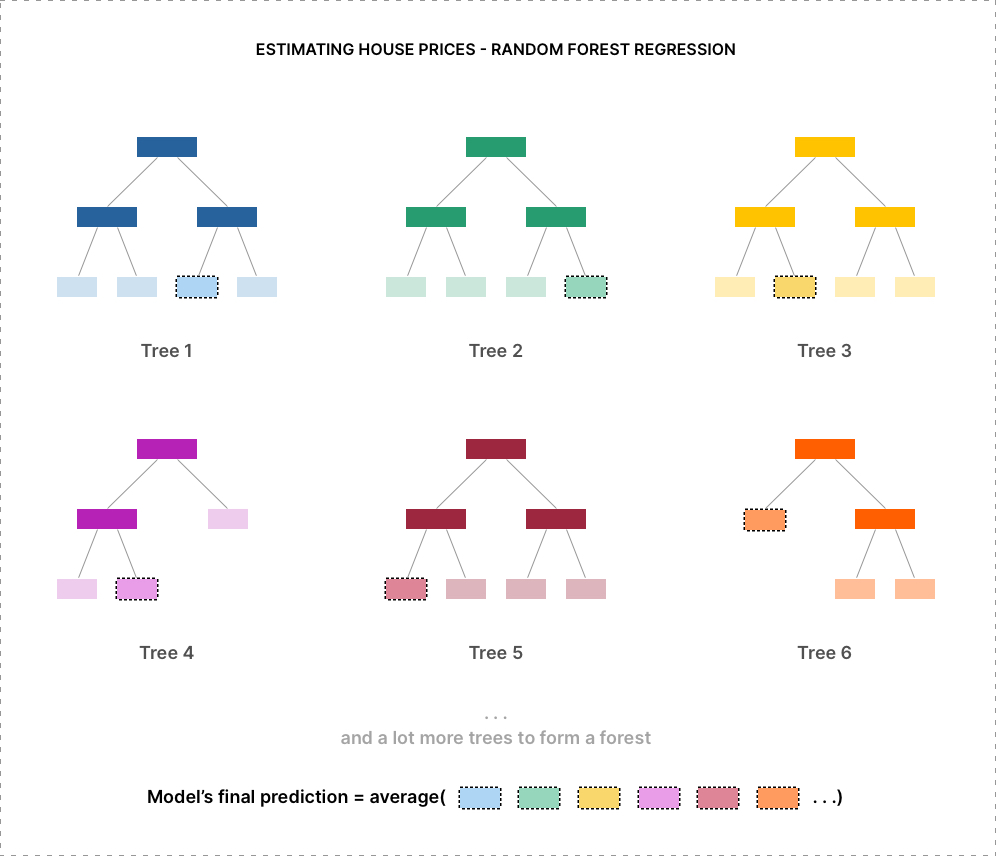 ESTIMATING HOUSE PRICES - RANDOM FOREST REGRESSION
Tree 1
Tree 2
Tree 3
Tree 4
Tree 5
Tree 6
. . .
and a lot more trees to form a forest
Model’s final prediction = average( . . .)